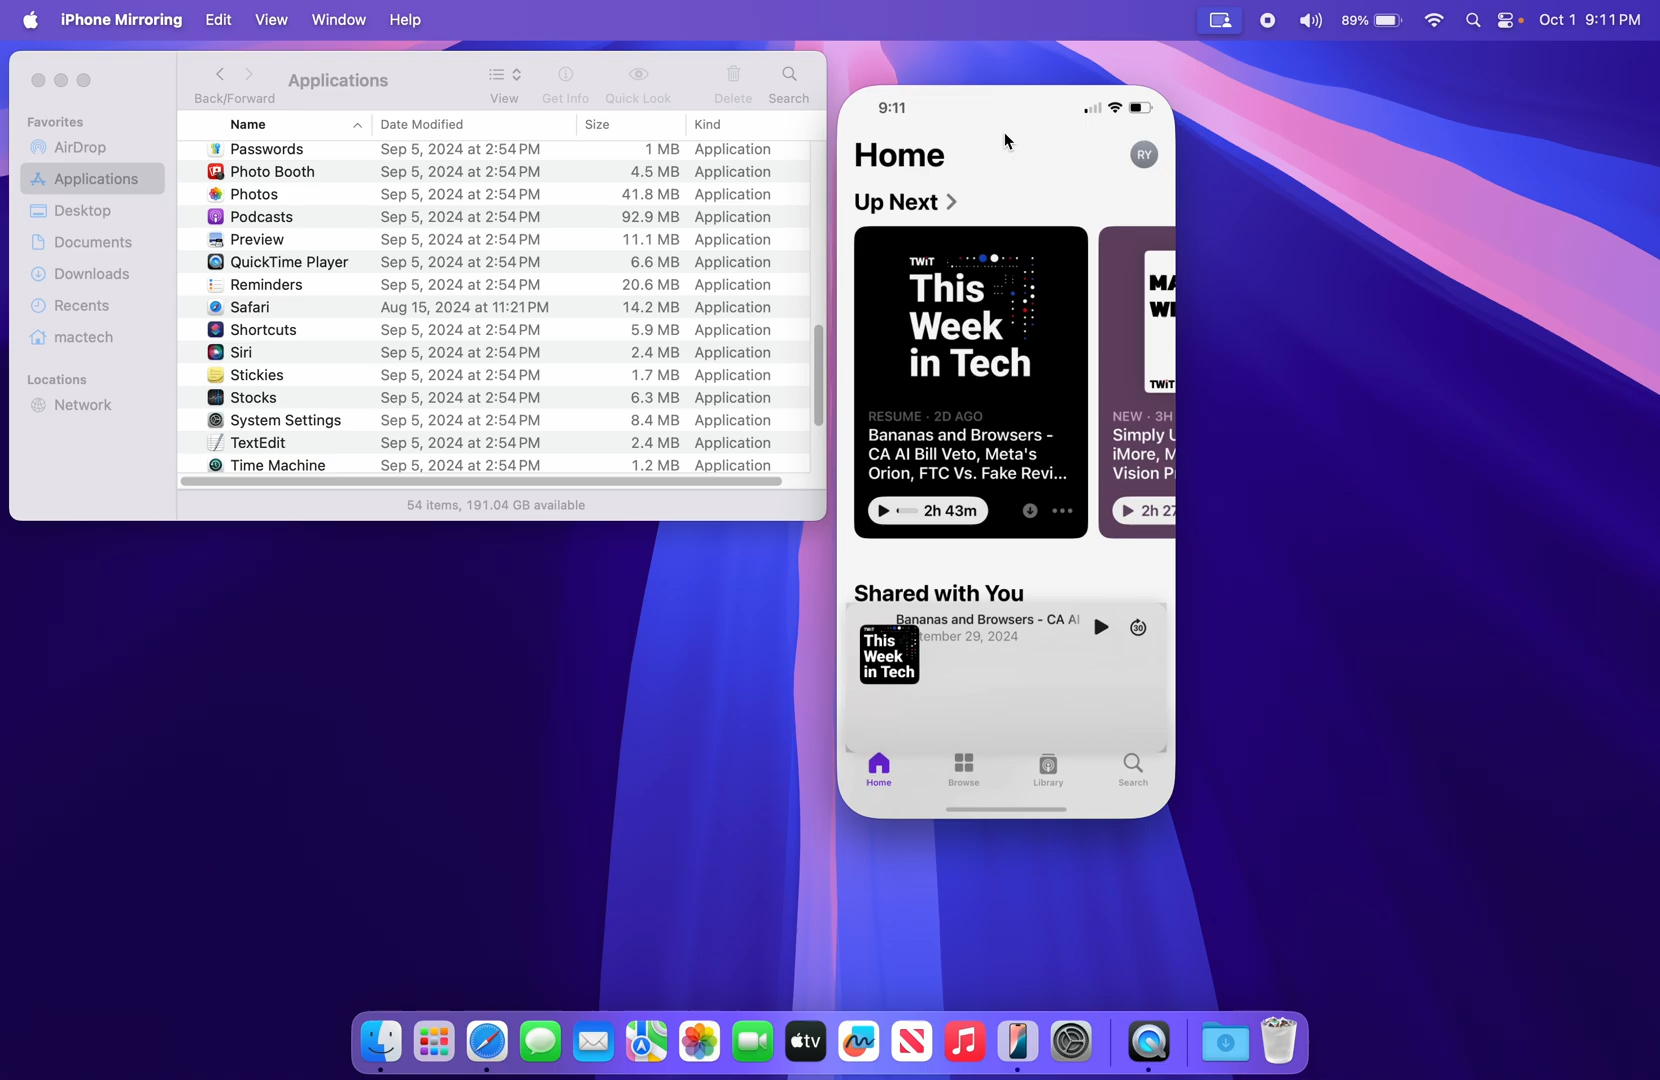 iPhone Mirroring Edit View Window Help 89% Oct 1 9:11 PM
Applications
Back/Forward View Get Info Quick Look Delete Search
Favorites
AirDrop
Applications
Desktop
Documents
Downloads
Recents
mactech
Locations
Network
Name Date Modified Size Kind
Passwords Sep 5, 2024 at 2:54 PM 1 MB Application
Photo Booth Sep 5, 2024 at 2:54 PM 4.5 MB Application
Photos Sep 5, 2024 at 2:54 PM 41.8 MB Application
Podcasts Sep 5, 2024 at 2:54 PM 92.9 MB Application
Preview Sep 5, 2024 at 2:54 PM 11.1 MB Application
QuickTime Player Sep 5, 2024 at 2:54 PM 6.6 MB Application
Reminders Sep 5, 2024 at 2:54 PM 20.6 MB Application
Safari Aug 15, 2024 at 11:21 PM 14.2 MB Application
Shortcuts Sep 5, 2024 at 2:54 PM 5.9 MB Application
Siri Sep 5, 2024 at 2:54 PM 2.4 MB Application
Stickies Sep 5, 2024 at 2:54 PM 1.7 MB Application
Stocks Sep 5, 2024 at 2:54 PM 6.3 MB Application
System Settings Sep 5, 2024 at 2:54 PM 8.4 MB Application
TextEdit Sep 5, 2024 at 2:54 PM 2.4 MB Application
Time Machine Sep 5, 2024 at 2:54 PM 1.2 MB Application
54 items, 191.04 GB available
9:11
Home RY
Up Next
TWiT
This
Week
in Tech
RESUME · 2D AGO
Bananas and Browsers -
CA AI Bill Veto, Meta's
Orion, FTC Vs. Fake Revi...
2h 43m
MA
WE
TWiT
NEW · 3H
Simply U
iMore, M
Vision P
2h 27
Shared with You
Bananas and Browsers - CA AI
tember 29, 2024
30
This
Week
in Tech
Home Browse Library Search
tv